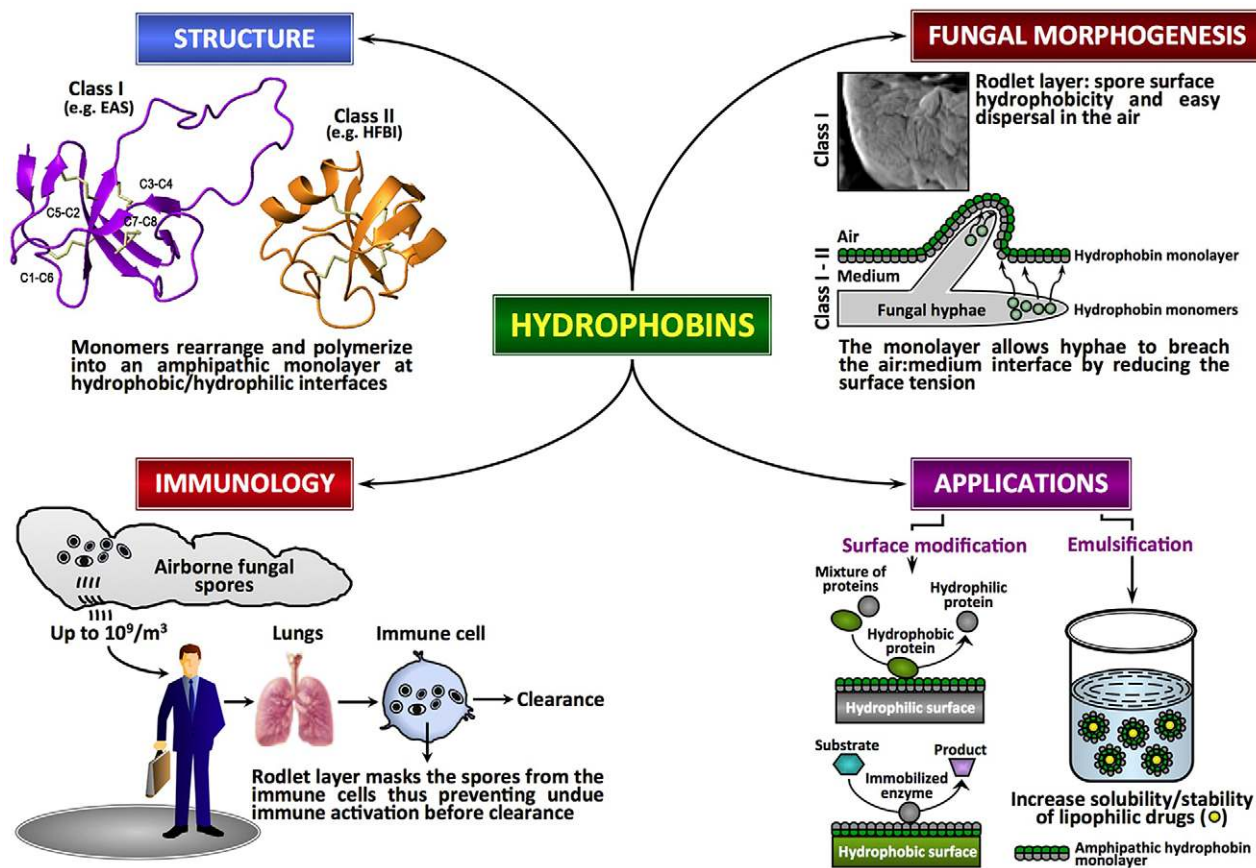 STRUCTURE
Class I
(e.g. EAS)
Class II
(e.g. HFBI)
C3-C4
C5-C2
C7-C8
C1-C6
Monomers rearrange and polymerize
into an amphipathic monolayer at
hydrophobic/hydrophilic interfaces
FUNGAL MORPHOGENESIS
Class I
Rodlet layer: spore surface
hydrophobicity and easy
dispersal in the air
Class I - II
Air
Medium
Hydrophobin monolayer
Fungal hyphae
Hydrophobin monomers
The monolayer allows hyphae to breach
the air:medium interface by reducing the
surface tension
HYDROPHOBINS
IMMUNOLOGY
Airborne fungal
spores
Up to 10⁹/m³
Lungs
Immune cell
Clearance
Rodlet layer masks the spores from the
immune cells thus preventing undue
immune activation before clearance
APPLICATIONS
Surface modification
Mixture of
proteins
Hydrophilic
protein
Hydrophobic
protein
Hydrophilic surface
Substrate
Product
Immobilized
enzyme
Hydrophobic surface
Emulsification
Increase solubility/stability
of lipophilic drugs ( )
Amphipathic hydrophobin
monolayer